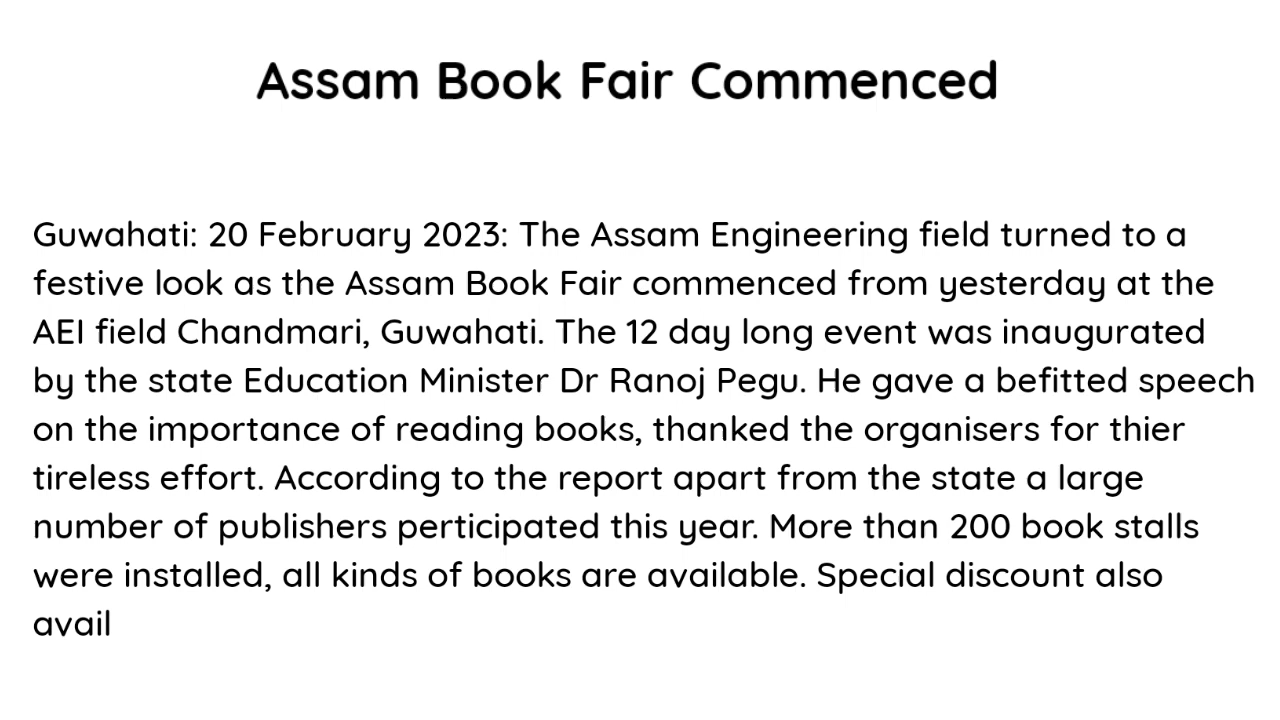 Assam Book Fair Commenced
Guwahati: 20 February 2023: The Assam Engineering field turned to a
festive look as the Assam Book Fair commenced from yesterday at the
AEI field Chandmari, Guwahati. The 12 day long event was inaugurated
by the state Education Minister Dr Ranoj Pegu. He gave a befitted speech
on the importance of reading books, thanked the organisers for thier
tireless effort. According to the report apart from the state a large
number of publishers perticipated this year. More than 200 book stalls
were installed, all kinds of books are available. Special discount also
avail